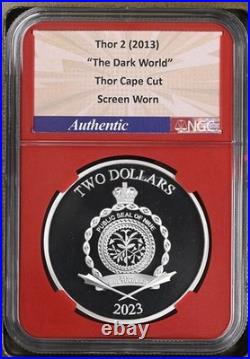 Thor 2 (2013)
"The Dark World"
Thor Cape Cut
Screen Worn
Authentic
NGC
TWO DOLLARS
PUBLIC SEAL OF NIUE
2023